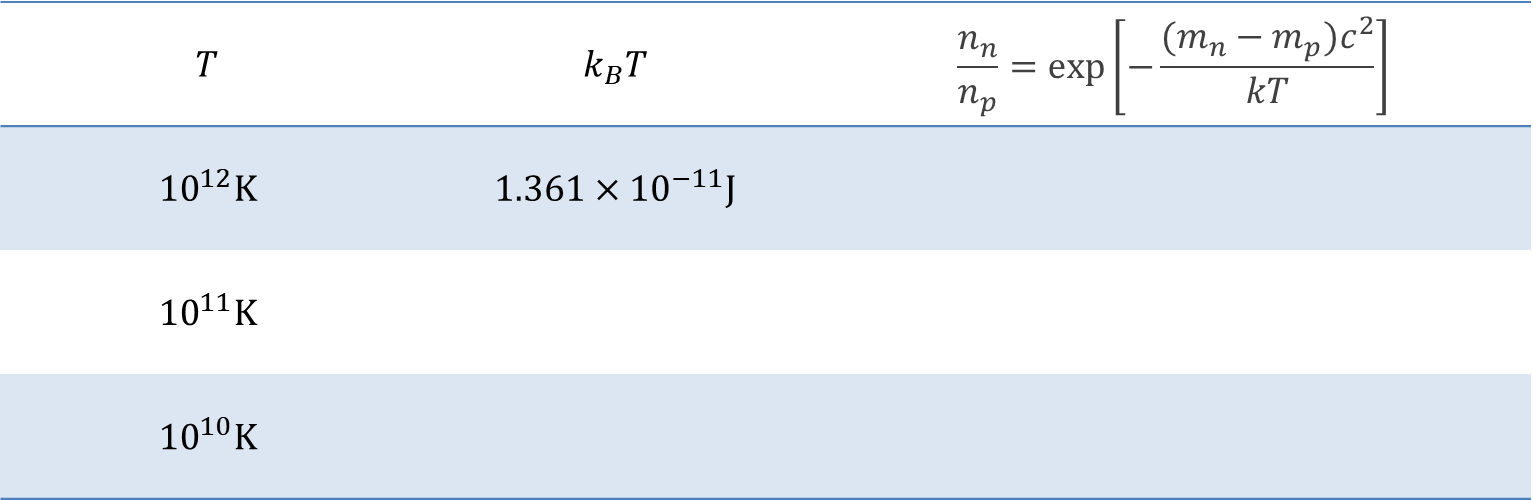 T k_B T n_n/n_p = exp[−(m_n − m_p)c²/kT]
10¹²K 1.361 × 10⁻¹¹J
10¹¹K
10¹⁰K